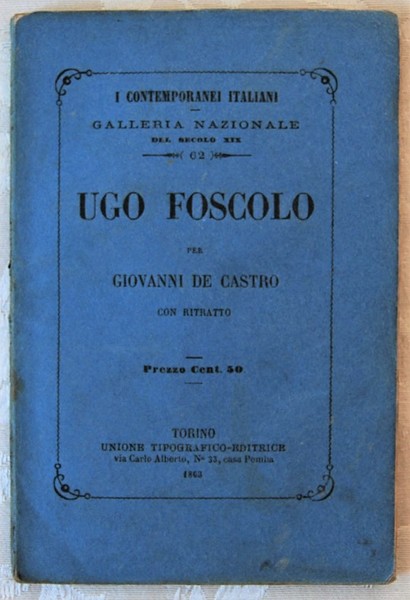 I CONTEMPORANEI ITALIANI
GALLERIA NAZIONALE
DEL SECOLO XIX
( 62 )
UGO FOSCOLO
PER
GIOVANNI DE CASTRO
CON RITRATTO
Prezzo Cent. 50
TORINO
UNIONE TIPOGRAFICO-EDITRICE
via Carlo Alberto, N° 33, casa Pomba
1863